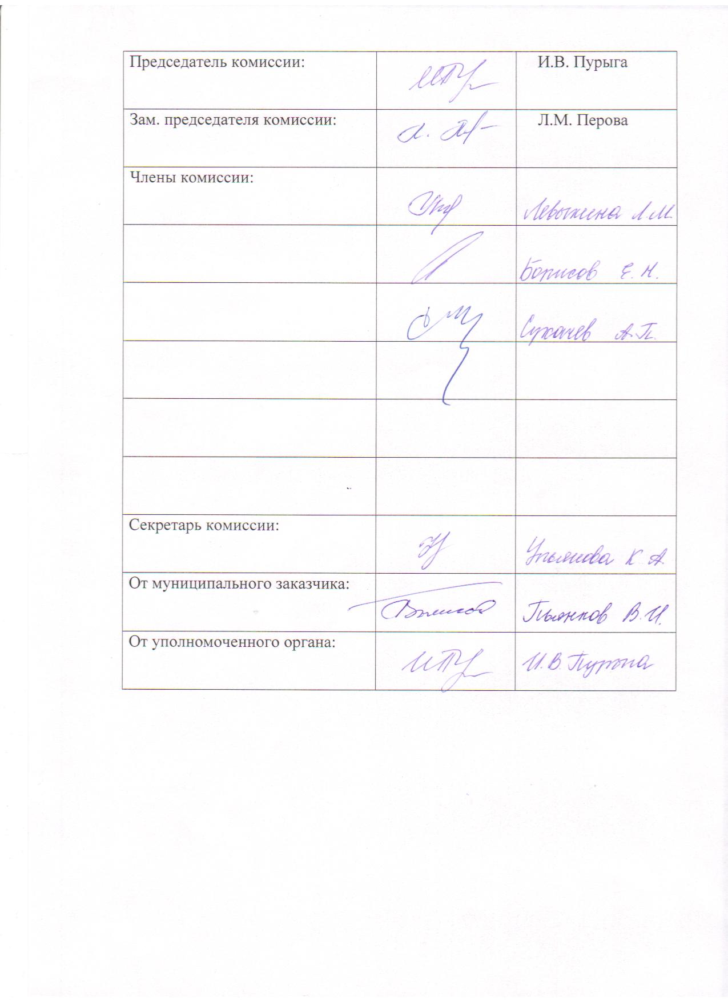 Председатель комиссии: И.В. Пурыга
Зам. председателя комиссии: Л.М. Перова
Члены комиссии: Левыкина Л.М.
Борисов Е.Н.
Сухачев А.П.
Секретарь комиссии: Ульянова К.А.
От муниципального заказчика: Пьянков В.И.
От уполномоченного органа: И.В. Пурыга